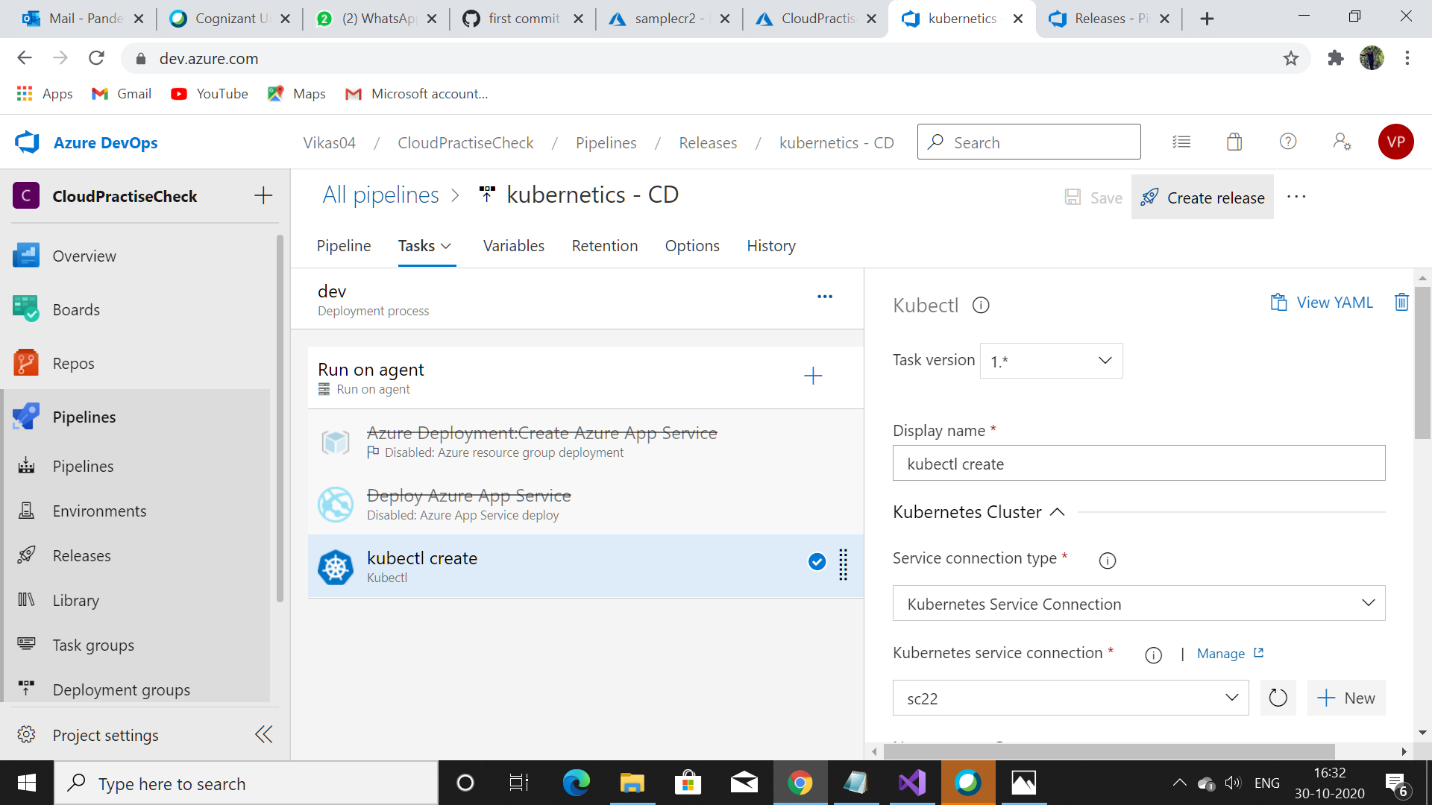 Mail - Pande
Cognizant U
(2) WhatsAp
first commit
samplecr2 -
CloudPractise
kubernetics
Releases - Pi
dev.azure.com
Apps
Gmail
YouTube
Maps
Microsoft account...
Azure DevOps
Vikas04 / CloudPractiseCheck / Pipelines / Releases / kubernetics - CD
Search
VP
C
CloudPractiseCheck
All pipelines > kubernetics - CD
Save
Create release
Pipeline
Tasks
Variables
Retention
Options
History
Overview
Boards
Repos
Pipelines
Pipelines
Environments
Releases
Library
Task groups
Deployment groups
Project settings
dev
Deployment process
Run on agent
Run on agent
Azure Deployment:Create Azure App Service
Disabled: Azure resource group deployment
Deploy Azure App Service
Disabled: Azure App Service deploy
kubectl create
Kubectl
Kubectl
View YAML
Task version
1.*
Display name *
kubectl create
Kubernetes Cluster
Service connection type *
Kubernetes Service Connection
Kubernetes service connection *
| Manage
sc22
New
Type here to search
ENG
16:32
30-10-2020
6